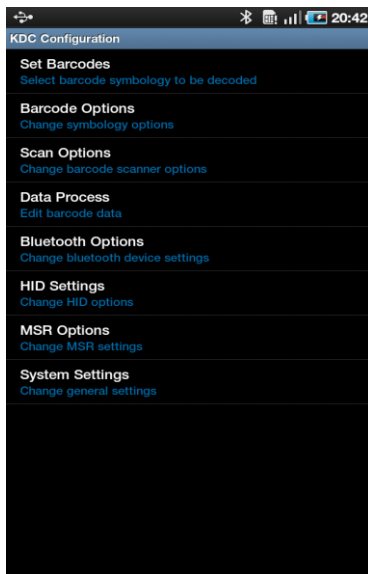 20:42
KDC Configuration
Set Barcodes
Select barcode symbology to be decoded
Barcode Options
Change symbology options
Scan Options
Change barcode scanner options
Data Process
Edit barcode data
Bluetooth Options
Change bluetooth device settings
HID Settings
Change HID options
MSR Options
Change MSR settings
System Settings
Change general settings